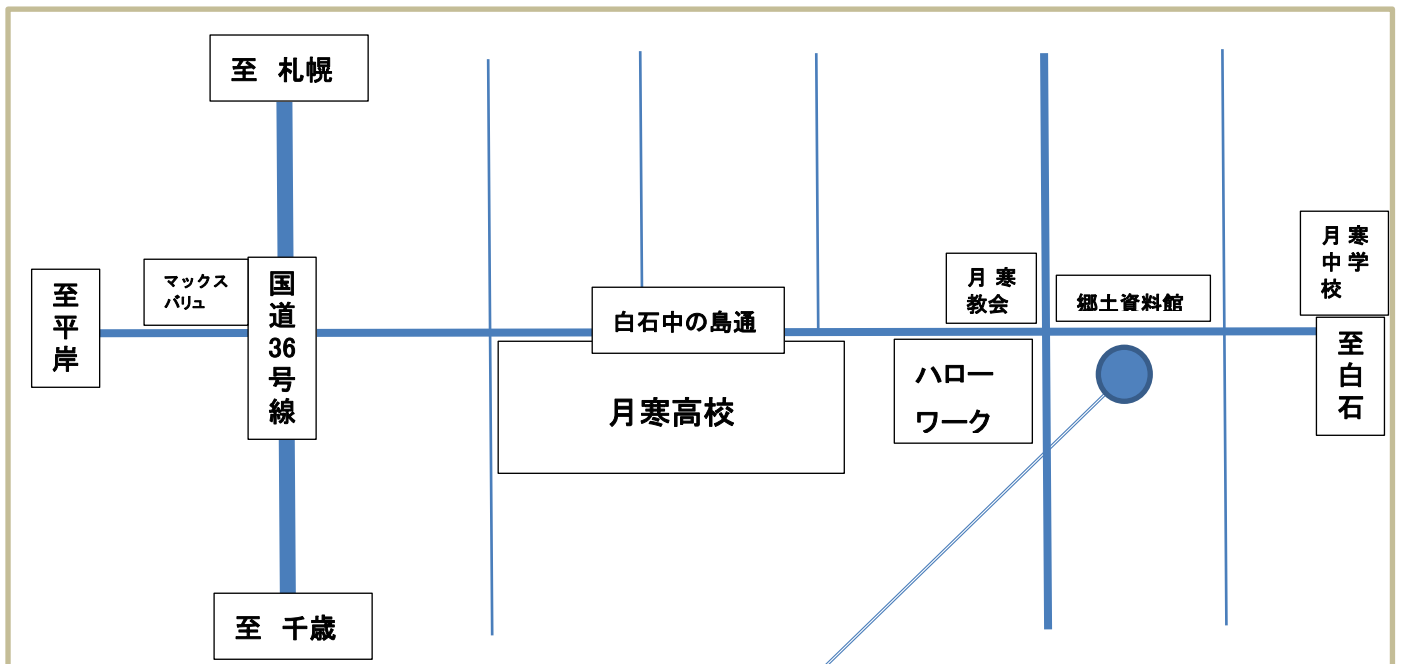 至 札幌
月 寒
中 学
校
マックス
バリュ
国道36号線
至平岸
白石中の島通
月 寒
教会
郷土資料館
至白石
月寒高校
ハロー
ワーク
至 千歳